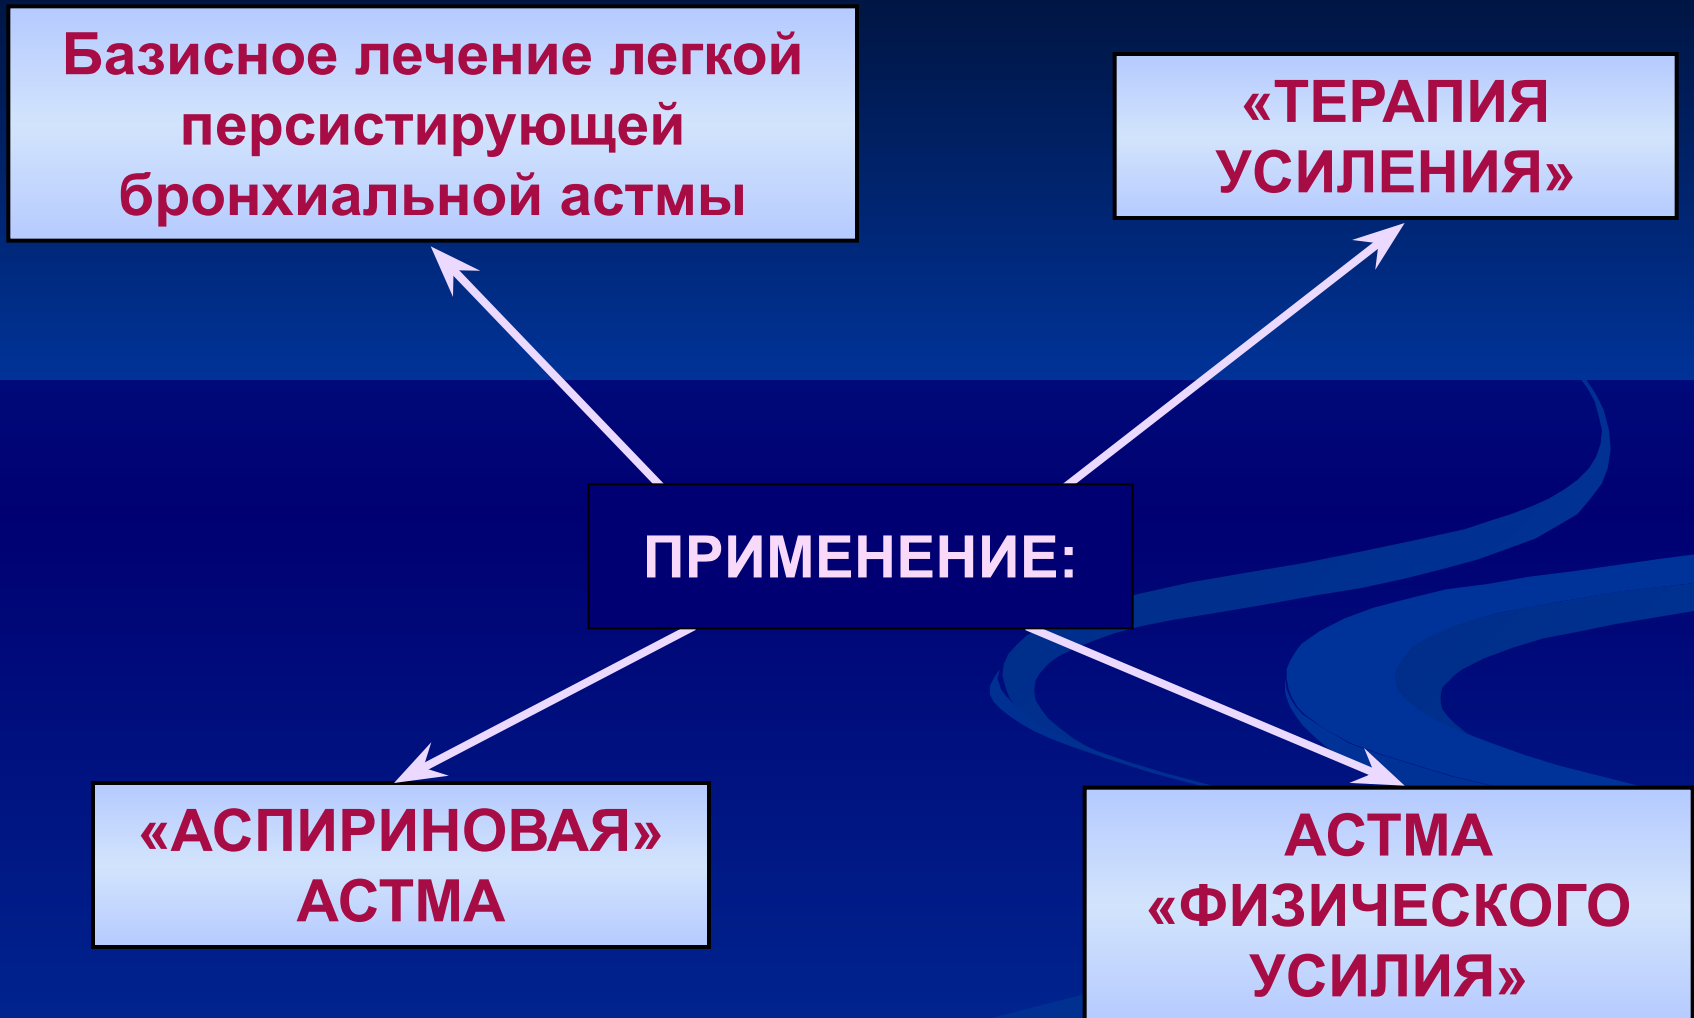 Базисное лечение легкой
персистирующей
бронхиальной астмы
«ТЕРАПИЯ
УСИЛЕНИЯ»
ПРИМЕНЕНИЕ:
«АСПИРИНОВАЯ»
АСТМА
АСТМА
«ФИЗИЧЕСКОГО
УСИЛИЯ»